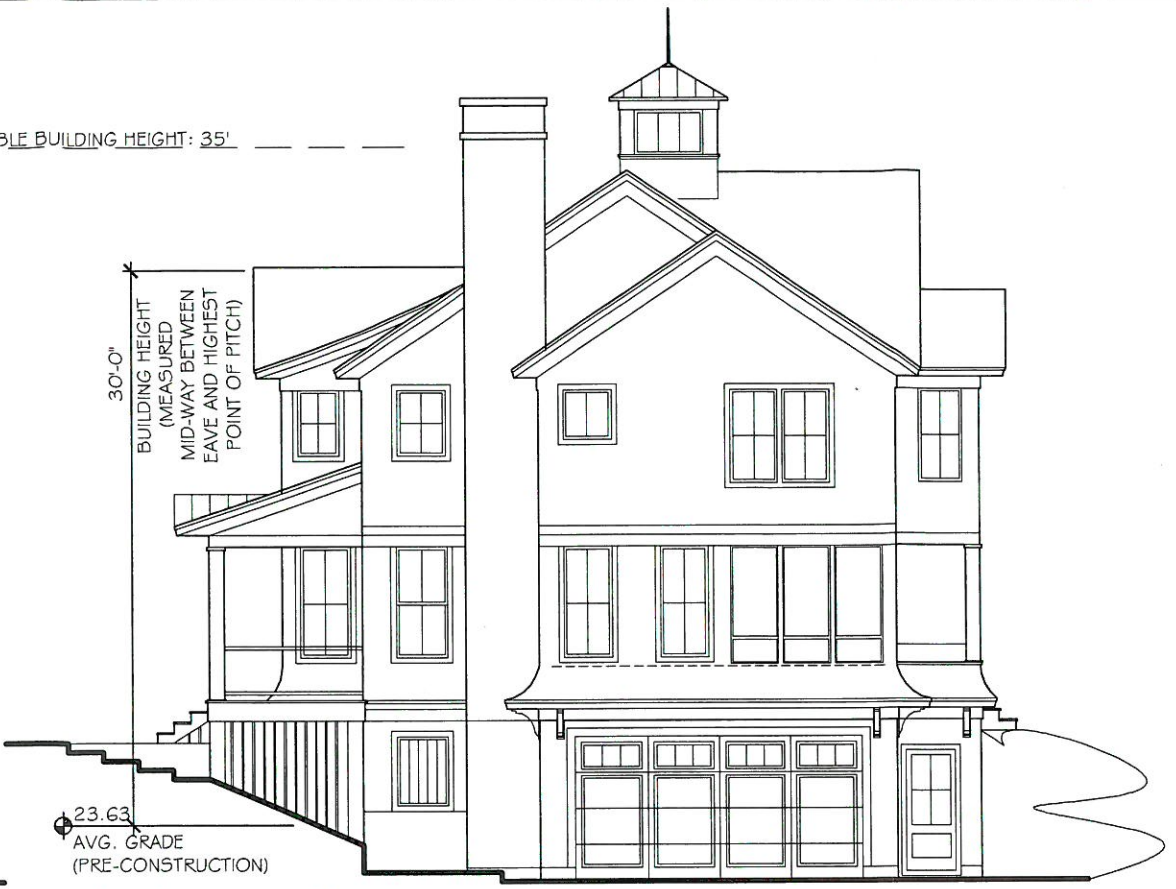 BLE BUILDING HEIGHT: 35'
30'-0"
BUILDING HEIGHT
(MEASURED
MID-WAY BETWEEN
EAVE AND HIGHEST
POINT OF PITCH)
23.63
AVG. GRADE
(PRE-CONSTRUCTION)